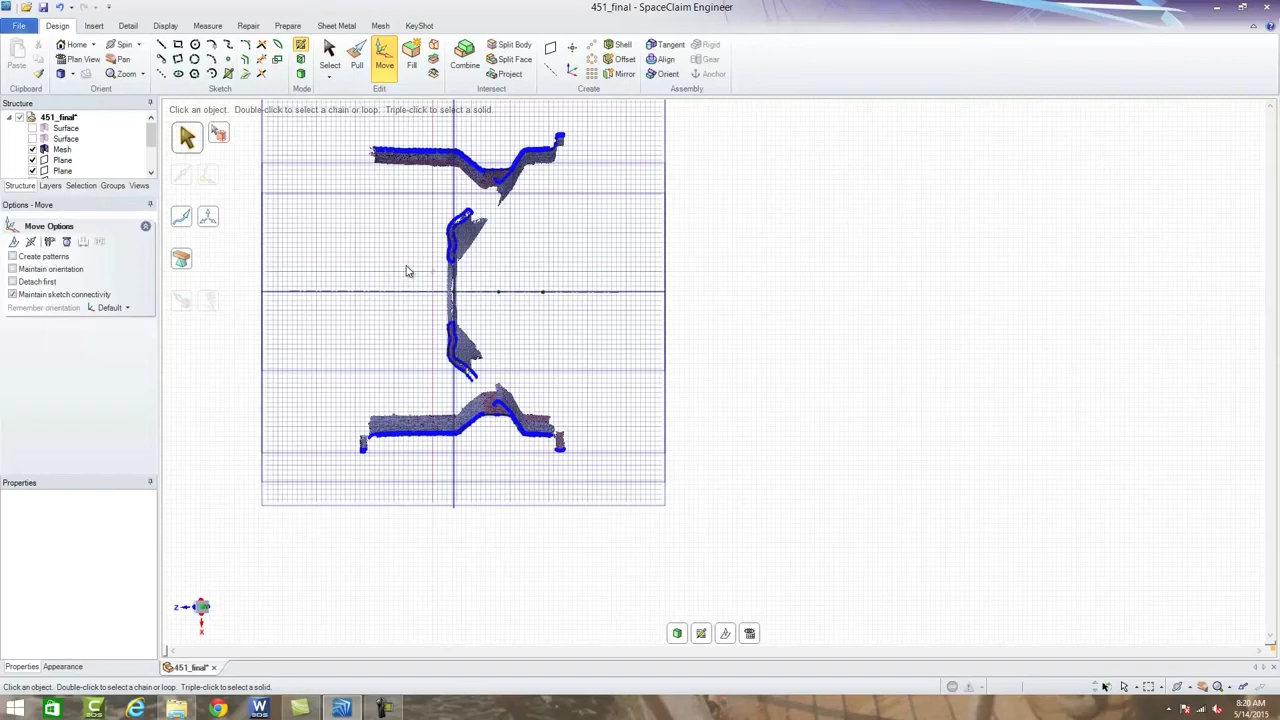 451_final - SpaceClaim Engineer
File Design Insert Detail Display Measure Repair Prepare Sheet Metal Mesh KeyShot
Home Spin Split Body Shell Tangent Rigid
Paste Plan View Pan Select Pull Move Fill Combine Split Face Offset Align Gear
Zoom Project Mirror Orient Anchor
Clipboard Orient Sketch Mode Edit Intersect Create Assembly
Structure
Click an object. Double-click to select a chain or loop. Triple-click to select a solid.
451_final*
Surface
Surface
Mesh
Plane
Plane
Structure Layers Selection Groups Views
Options - Move
Move Options
Create patterns
Maintain orientation
Detach first
Maintain sketch connectivity
Remember orientation Default
Properties
Z
X
Properties Appearance
451_final*
Click an object. Double-click to select a chain or loop. Triple-click to select a solid.
8:20 AM
5/14/2015